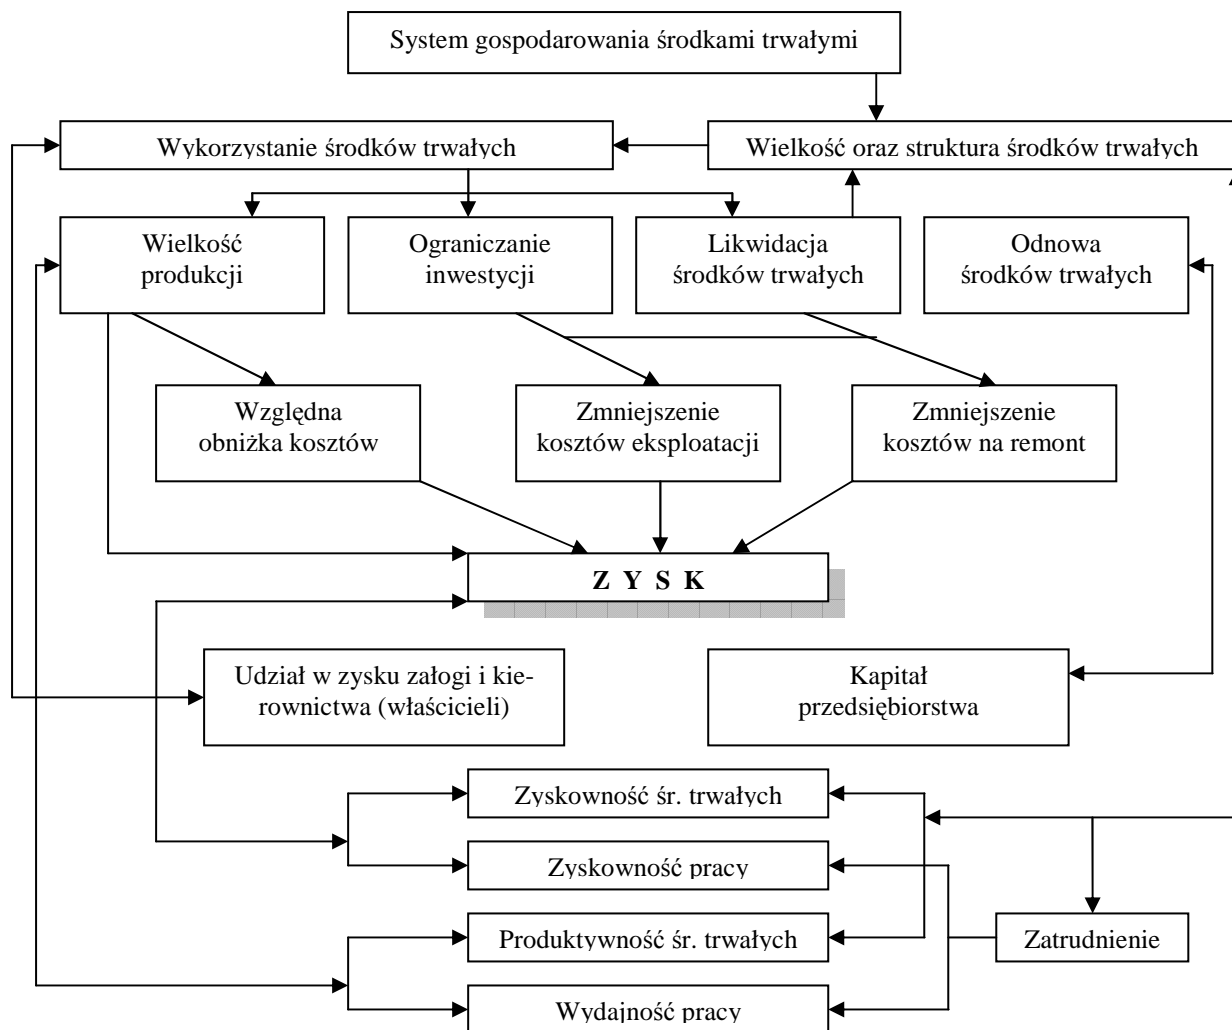 System gospodarowania środkami trwałymi
Wykorzystanie środków trwałych
Wielkość oraz struktura środków trwałych
Wielkość
produkcji
Ograniczanie
inwestycji
Likwidacja
środków trwałych
Odnowa
środków trwałych
Względna
obniżka kosztów
Zmniejszenie
kosztów eksploatacji
Zmniejszenie
kosztów na remont
Z Y S K
Udział w zysku załogi i kie-
rownictwa (właścicieli)
Kapitał
przedsiębiorstwa
Zyskowność śr. trwałych
Zyskowność pracy
Produktywność śr. trwałych
Zatrudnienie
Wydajność pracy